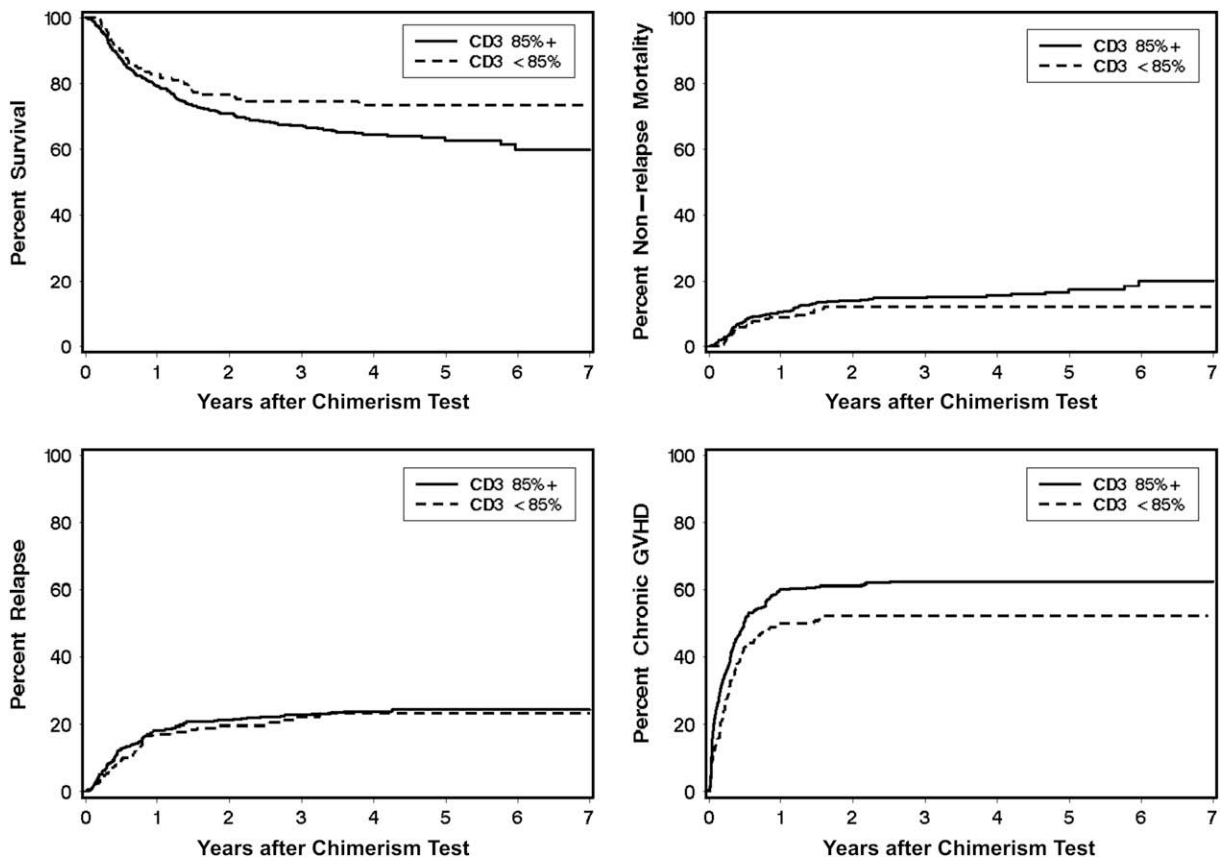 Percent Survival
100
80
60
40
20
0
CD3 85%+
CD3 <85%
0 1 2 3 4 5 6 7
Years after Chimerism Test
Percent Non-relapse Mortality
100
80
60
40
20
0
CD3 85%+
CD3 <85%
0 1 2 3 4 5 6 7
Years after Chimerism Test
Percent Relapse
100
80
60
40
20
0
CD3 85%+
CD3 <85%
0 1 2 3 4 5 6 7
Years after Chimerism Test
Percent Chronic GVHD
100
80
60
40
20
0
CD3 85%+
CD3 <85%
0 1 2 3 4 5 6 7
Years after Chimerism Test